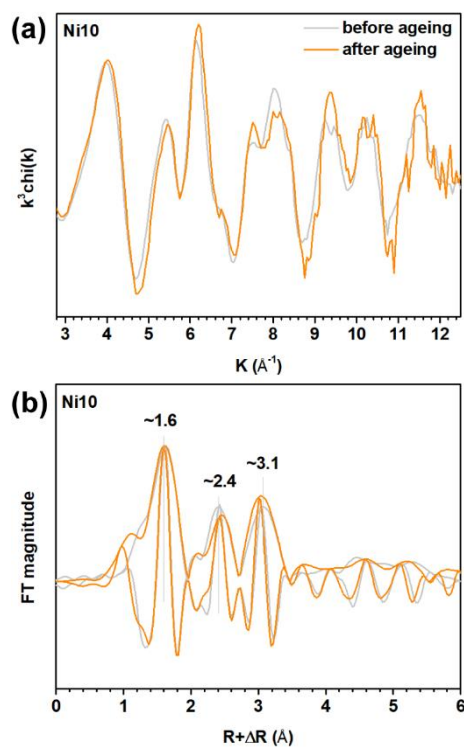 (a)
Ni10
before ageing
after ageing
k³chi(k)
3 4 5 6 7 8 9 10 11 12
K (Å⁻¹)
(b)
Ni10
~1.6
~2.4
~3.1
FT magnitude
0 1 2 3 4 5 6
R+ΔR (Å)